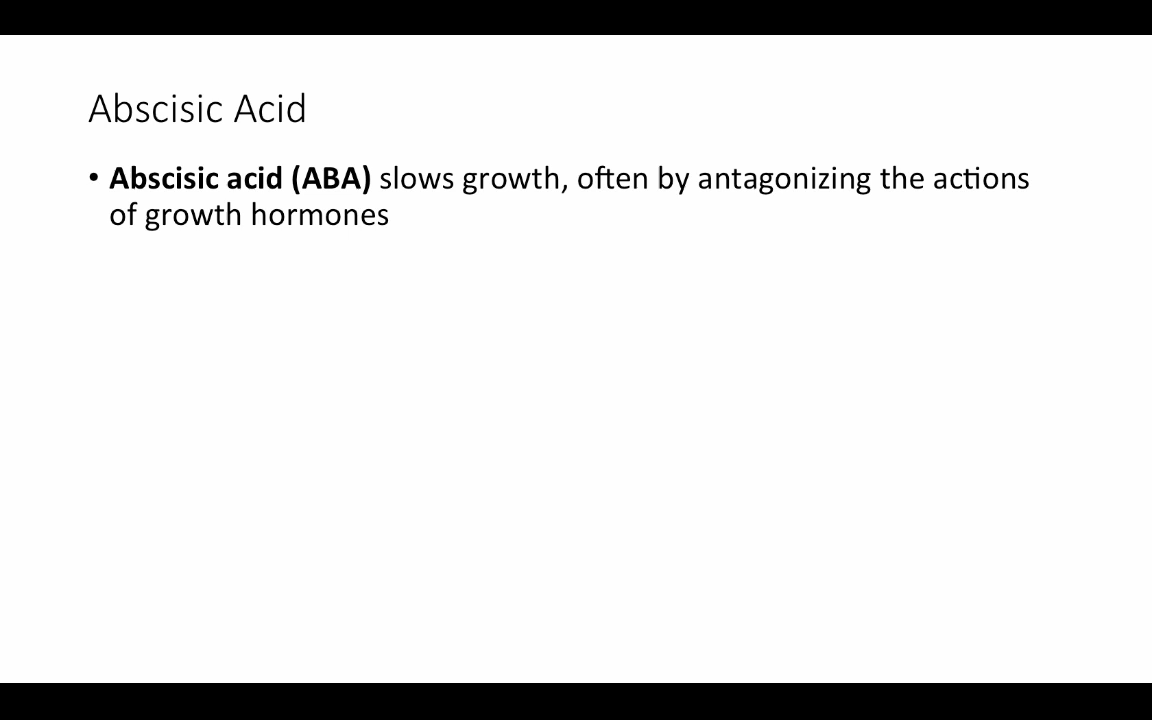 Abscisic Acid
• Abscisic acid (ABA) slows growth, often by antagonizing the actions
of growth hormones